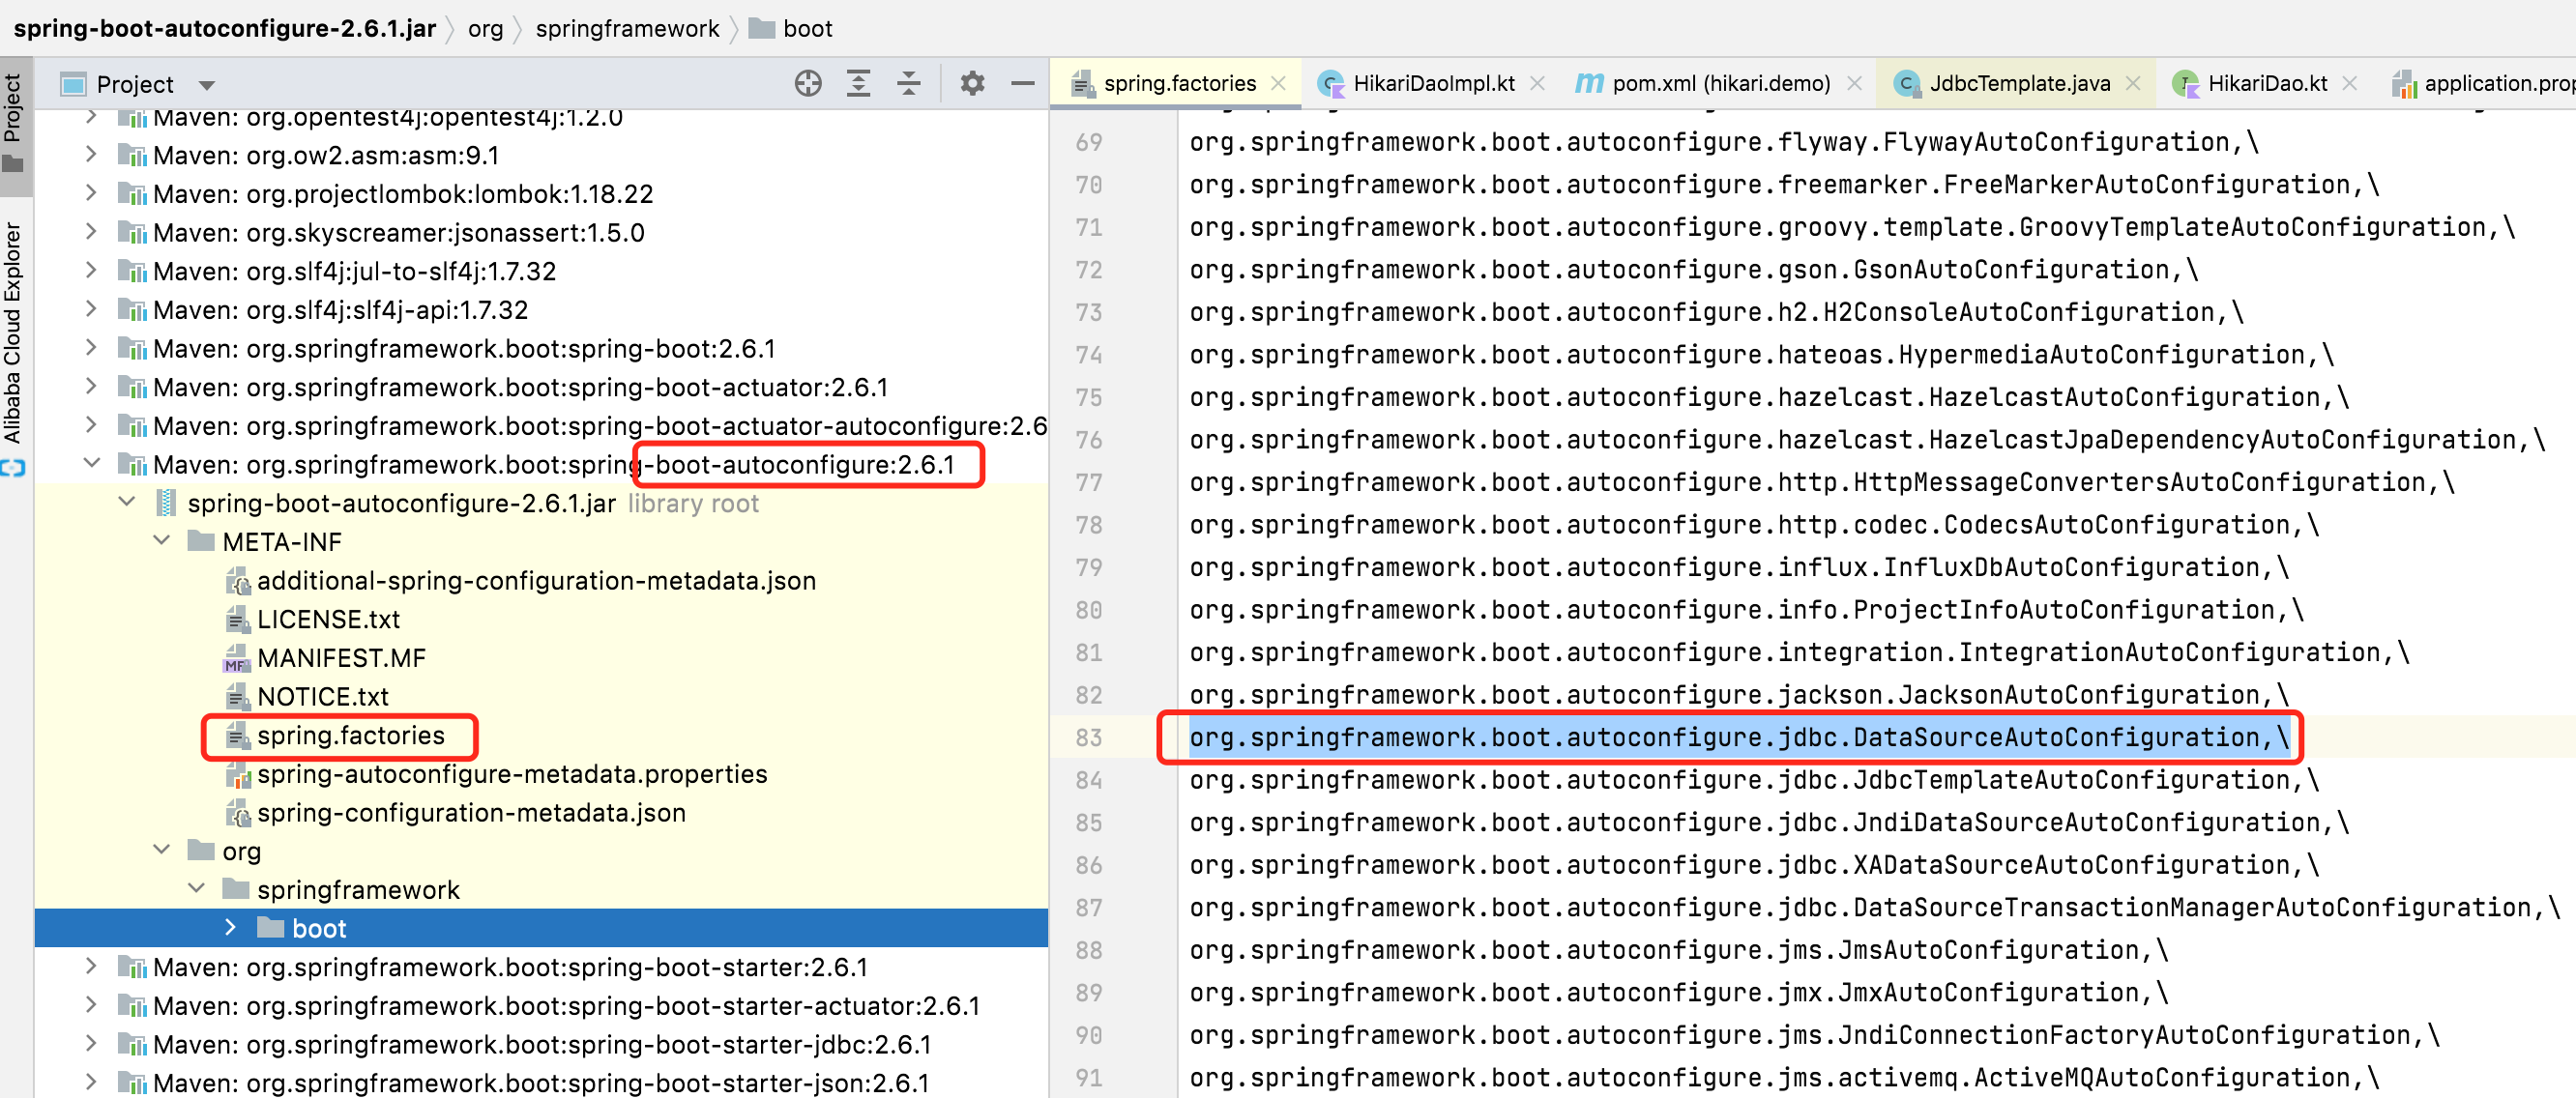 spring-boot-autoconfigure-2.6.1.jar org springframework boot
Project
Alibaba Cloud Explorer
Project
Maven: org.opentest4j:opentest4j:1.2.0
Maven: org.ow2.asm:asm:9.1
Maven: org.projectlombok:lombok:1.18.22
Maven: org.skyscreamer:jsonassert:1.5.0
Maven: org.slf4j:jul-to-slf4j:1.7.32
Maven: org.slf4j:slf4j-api:1.7.32
Maven: org.springframework.boot:spring-boot:2.6.1
Maven: org.springframework.boot:spring-boot-actuator:2.6.1
Maven: org.springframework.boot:spring-boot-actuator-autoconfigure:2.6
Maven: org.springframework.boot:spring-boot-autoconfigure:2.6.1
spring-boot-autoconfigure-2.6.1.jar library root
META-INF
additional-spring-configuration-metadata.json
LICENSE.txt
MANIFEST.MF
NOTICE.txt
spring.factories
spring-autoconfigure-metadata.properties
spring-configuration-metadata.json
org
springframework
boot
Maven: org.springframework.boot:spring-boot-starter:2.6.1
Maven: org.springframework.boot:spring-boot-starter-actuator:2.6.1
Maven: org.springframework.boot:spring-boot-starter-jdbc:2.6.1
Maven: org.springframework.boot:spring-boot-starter-json:2.6.1
spring.factories HikariDaoImpl.kt pom.xml (hikari.demo) JdbcTemplate.java HikariDao.kt application.prop
69 org.springframework.boot.autoconfigure.flyway.FlywayAutoConfiguration,\
70 org.springframework.boot.autoconfigure.freemarker.FreeMarkerAutoConfiguration,\
71 org.springframework.boot.autoconfigure.groovy.template.GroovyTemplateAutoConfiguration,\
72 org.springframework.boot.autoconfigure.gson.GsonAutoConfiguration,\
73 org.springframework.boot.autoconfigure.h2.H2ConsoleAutoConfiguration,\
74 org.springframework.boot.autoconfigure.hateoas.HypermediaAutoConfiguration,\
75 org.springframework.boot.autoconfigure.hazelcast.HazelcastAutoConfiguration,\
76 org.springframework.boot.autoconfigure.hazelcast.HazelcastJpaDependencyAutoConfiguration,\
77 org.springframework.boot.autoconfigure.http.HttpMessageConvertersAutoConfiguration,\
78 org.springframework.boot.autoconfigure.http.codec.CodecsAutoConfiguration,\
79 org.springframework.boot.autoconfigure.influx.InfluxDbAutoConfiguration,\
80 org.springframework.boot.autoconfigure.info.ProjectInfoAutoConfiguration,\
81 org.springframework.boot.autoconfigure.integration.IntegrationAutoConfiguration,\
82 org.springframework.boot.autoconfigure.jackson.JacksonAutoConfiguration,\
83 org.springframework.boot.autoconfigure.jdbc.DataSourceAutoConfiguration,\
84 org.springframework.boot.autoconfigure.jdbc.JdbcTemplateAutoConfiguration,\
85 org.springframework.boot.autoconfigure.jdbc.JndiDataSourceAutoConfiguration,\
86 org.springframework.boot.autoconfigure.jdbc.XADataSourceAutoConfiguration,\
87 org.springframework.boot.autoconfigure.jdbc.DataSourceTransactionManagerAutoConfiguration,\
88 org.springframework.boot.autoconfigure.jms.JmsAutoConfiguration,\
89 org.springframework.boot.autoconfigure.jmx.JmxAutoConfiguration,\
90 org.springframework.boot.autoconfigure.jms.JndiConnectionFactoryAutoConfiguration,\
91 org.springframework.boot.autoconfigure.jms.activemq.ActiveMQAutoConfiguration,\